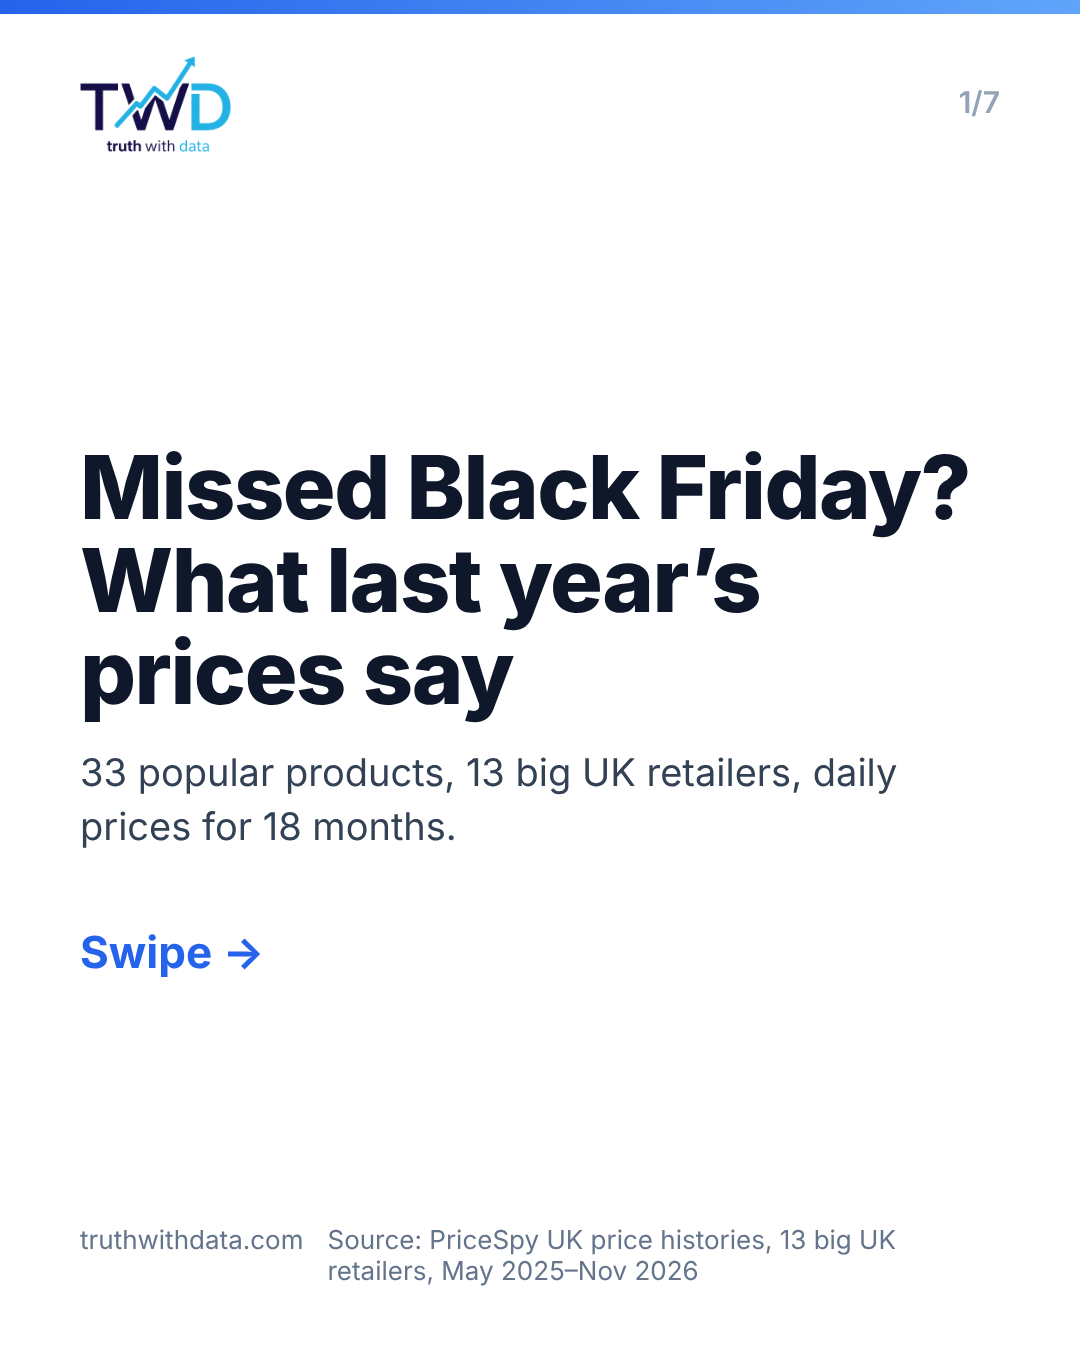 TWD
truth with data
1/7
Missed Black Friday?
What last year’s
prices say
33 popular products, 13 big UK retailers, daily
prices for 18 months.
Swipe →
truthwithdata.com
Source: PriceSpy UK price histories, 13 big UK
retailers, May 2025–Nov 2026